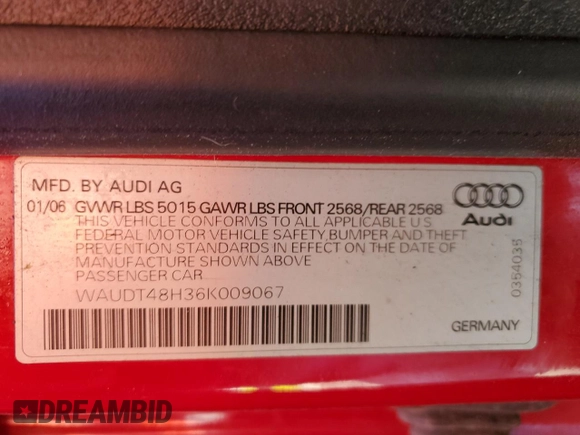 MFD. BY AUDI AG
01/06 GVWR LBS 5015 GAWR LBS FRONT 2568/REAR 2568
THIS VEHICLE CONFORMS TO ALL APPLICABLE U.S
FEDERAL MOTOR VEHICLE SAFETY,BUMPER AND THEFT
PREVENTION STANDARDS IN EFFECT ON THE DATE OF
MANUFACTURE SHOWN ABOVE
PASSENGER CAR
WAUDT48H36K009067
Audi
0354035
GERMANY
DREAMBID